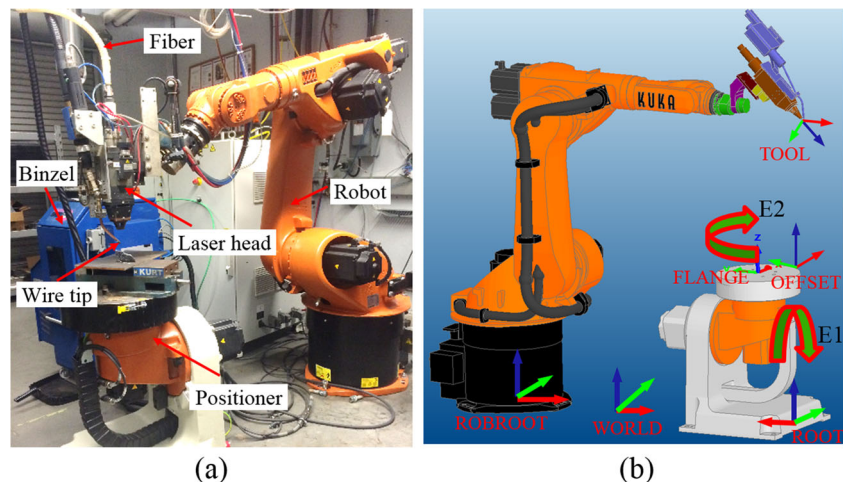 Fiber
Binzel
Robot
Laser head
Wire tip
KURT
Positioner
(a)
KUKA
TOOL
E2
z
FLANGE
OFFSET
E1
ROBROOT
WORLD
ROOT
(b)